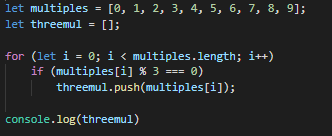 let multiples = [0, 1, 2, 3, 4, 5, 6, 7, 8, 9];
let threemul = [];

for (let i = 0; i < multiples.length; i++)
    if (multiples[i] % 3 === 0)
        threemul.push(multiples[i]);

console.log(threemul)